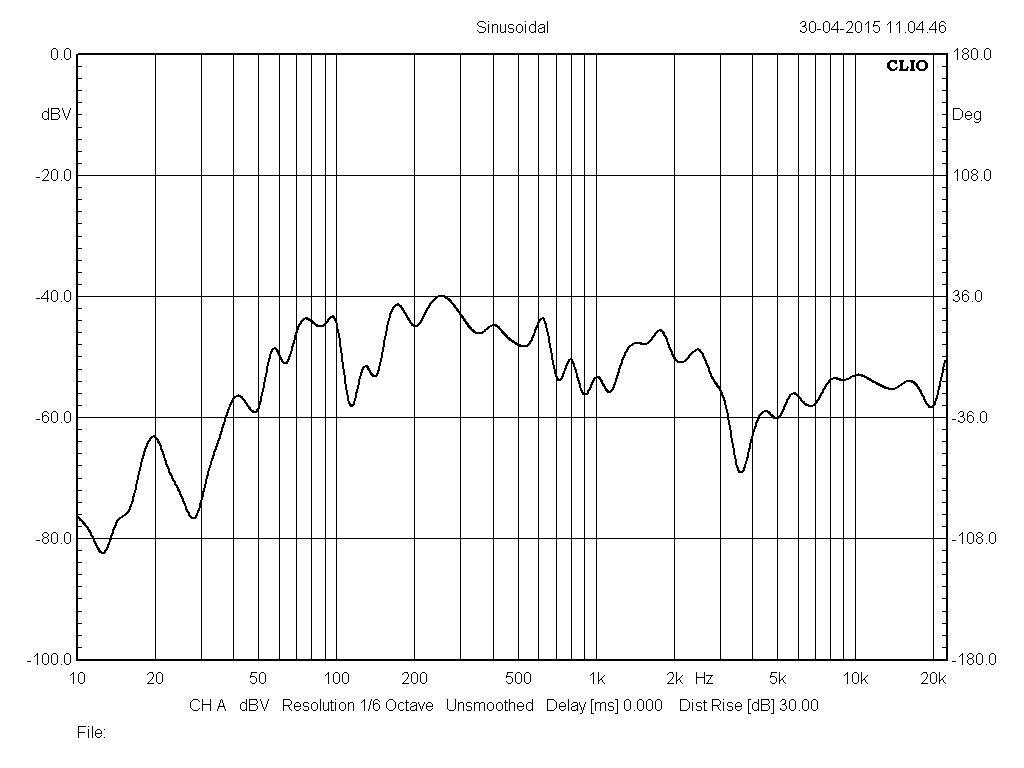 Sinusoidal 30-04-2015 11.04.46
0.0 180.0
CLIO
dBV Deg
-20.0 108.0
-40.0 36.0
-60.0 -36.0
-80.0 -108.0
-100.0 -180.0
10 20 50 100 200 500 1k 2k Hz 5k 10k 20k
CH A dBV Resolution 1/6 Octave Unsmoothed Delay [ms] 0.000 Dist Rise [dB] 30.00
File: